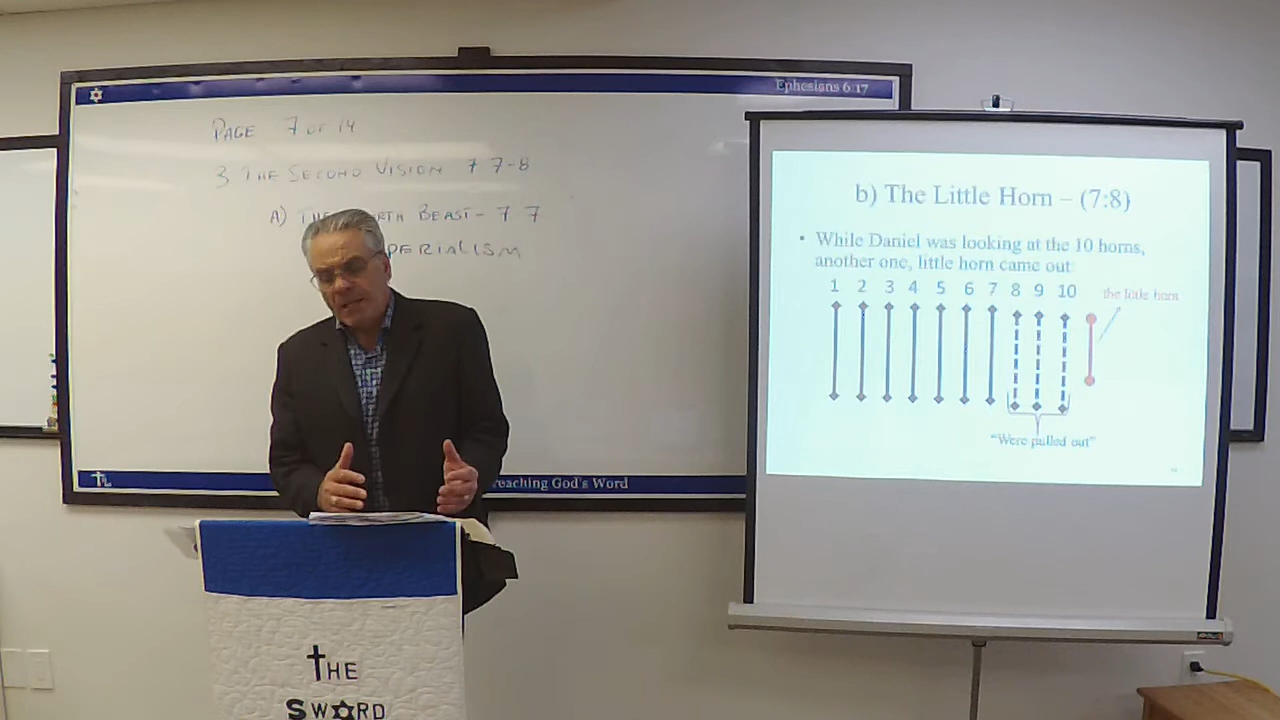 Ephesians 6:17
PAGE 7 OF 14
3 THE SECOND VISION 7 7-8
A) BEAST - 7 7
reaching God's Word
b) The Little Horn – (7:8)
• While Daniel was looking at the 10 horns,
another one, little horn came out
1 2 3 4 5 6 7 8 9 10 the little horn
"Were pulled out"
THE
SWORD